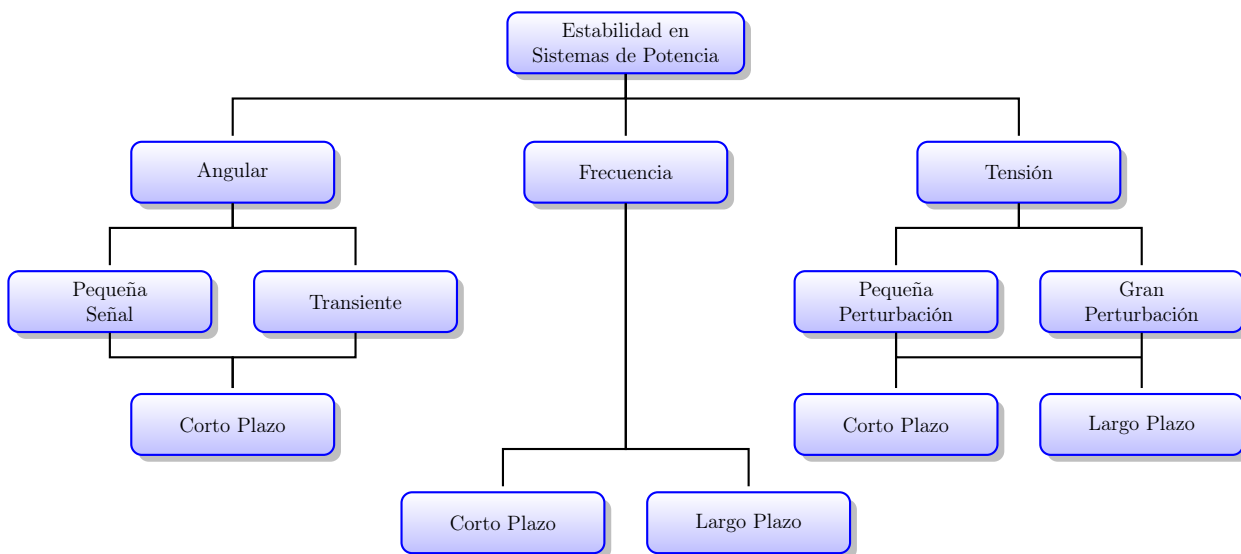 Estabilidad en
Sistemas de Potencia
Angular
Frecuencia
Tensión
Pequeña
Señal
Transiente
Pequeña
Perturbación
Gran
Perturbación
Corto Plazo
Corto Plazo
Largo Plazo
Corto Plazo
Largo Plazo